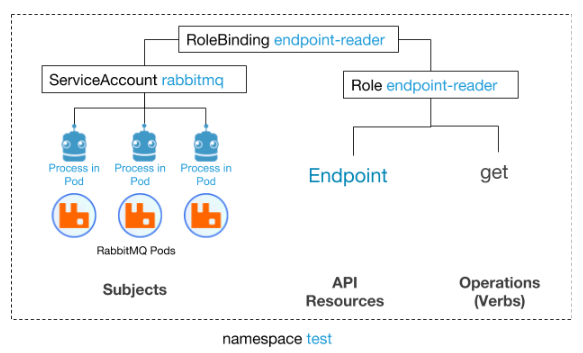 RoleBinding endpoint-reader
ServiceAccount rabbitmq
Role endpoint-reader
Process in
Pod
Process in
Pod
Process in
Pod
Endpoint
get
RabbitMQ Pods
Subjects
API
Resources
Operations
(Verbs)
namespace test